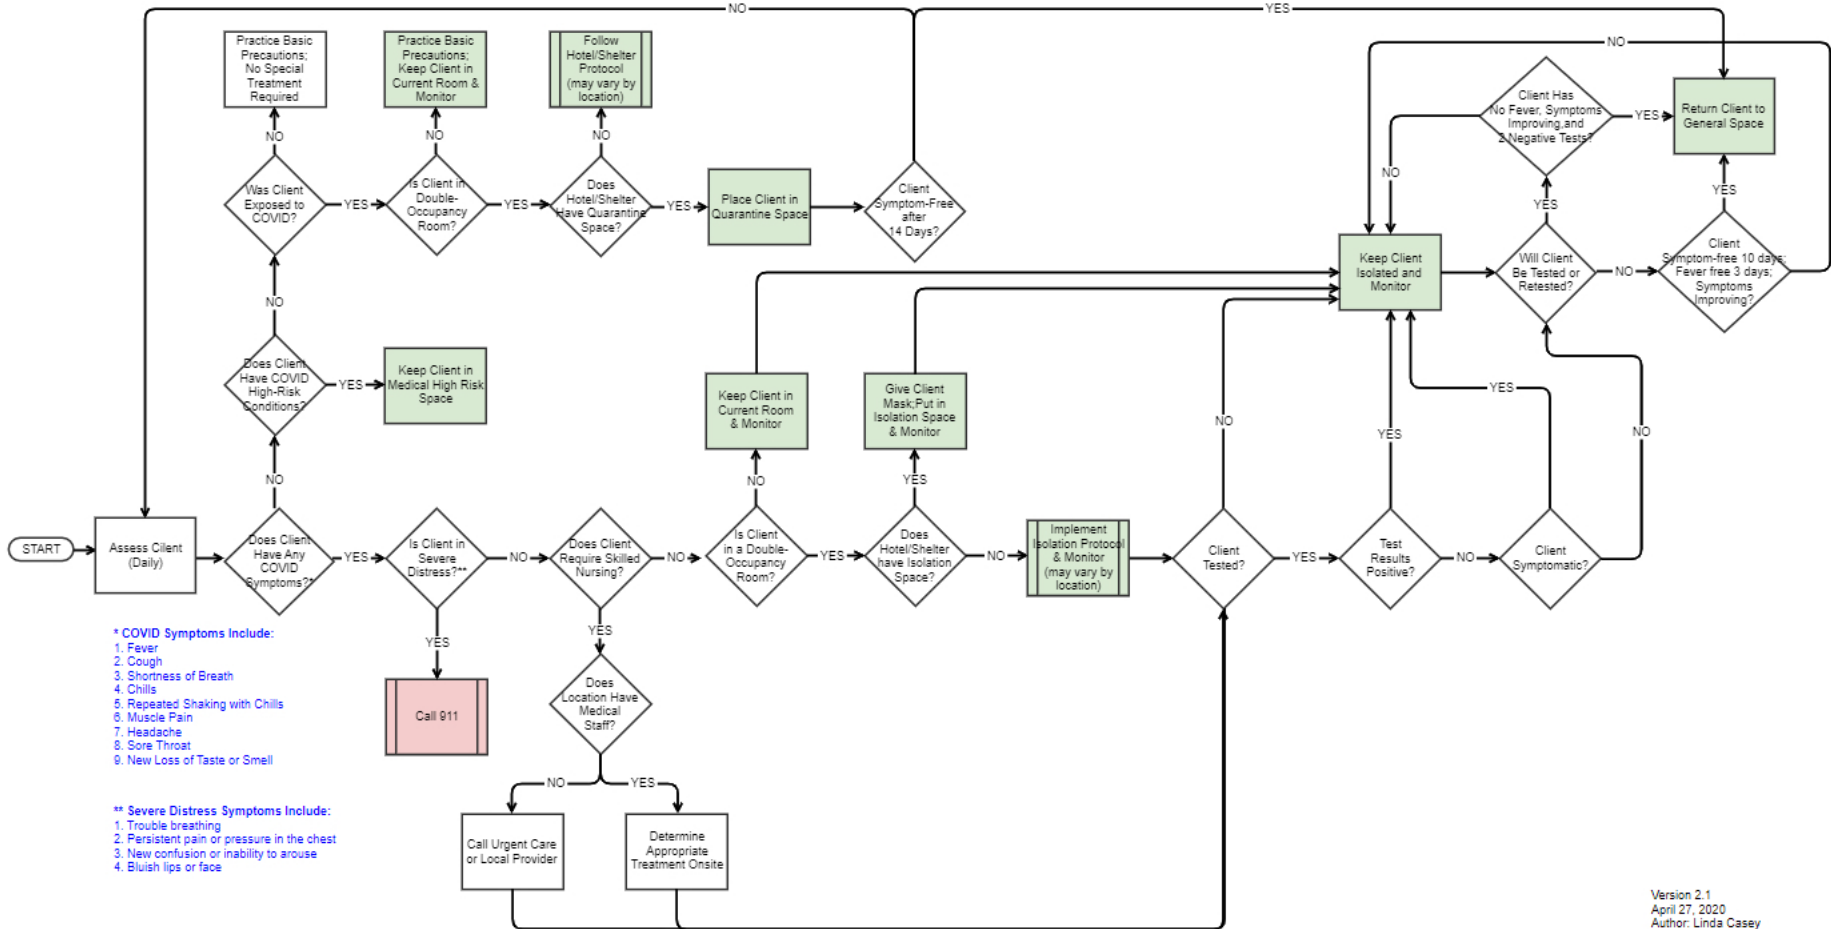 NO
YES
Practice Basic
Precautions;
No Special
Treatment
Required
Practice Basic
Precautions;
Keep Client in
Current Room &
Monitor
Follow
Hotel/Shelter
Protocol
(may vary by
location)
NO
Client Has
No Fever, Symptoms
Improving,and
2 Negative Tests?
YES
Return Client to
General Space
NO
NO
NO
NO
Was Client
Exposed to
COVID?
YES
Is Client in
Double-
Occupancy
Room?
YES
Does
Hotel/Shelter
Have Quarantine
Space?
YES
Place Client in
Quarantine Space
Client
Symptom-Free
after
14 Days?
YES
YES
Keep Client
Isolated and
Monitor
Will Client
Be Tested or
Retested?
NO
Client
Symptom-free 10 days;
Fever free 3 days;
Symptoms
Improving?
NO
Does Client
Have COVID
High-Risk
Conditions?
YES
Keep Client in
Medical High Risk
Space
Keep Client in
Current Room
& Monitor
Give Client
Mask;Put in
Isolation Space
& Monitor
YES
NO
YES
NO
NO
NO
YES
START
Assess Cilent
(Daily)
Does Client
Have Any
COVID
Symptoms?*
YES
Is Client in
Severe
Distress?**
NO
Does Client
Require Skilled
Nursing?
NO
Is Client
in a Double-
Occupancy
Room?
YES
Does
Hotel/Shelter
have Isolation
Space?
NO
Implement
Isolation Protocol
& Monitor
(may vary by
location)
Client
Tested?
YES
Test
Results
Positive?
NO
Client
Symptomatic?
YES
YES
Call 911
Does
Location Have
Medical
Staff?
NO
YES
Call Urgent Care
or Local Provider
Determine
Appropriate
Treatment Onsite
* COVID Symptoms Include:
1. Fever
2. Cough
3. Shortness of Breath
4. Chills
5. Repeated Shaking with Chills
6. Muscle Pain
7. Headache
8. Sore Throat
9. New Loss of Taste or Smell
** Severe Distress Symptoms Include:
1. Trouble breathing
2. Persistent pain or pressure in the chest
3. New confusion or inability to arouse
4. Bluish lips or face
Version 2.1
April 27, 2020
Author: Linda Casey